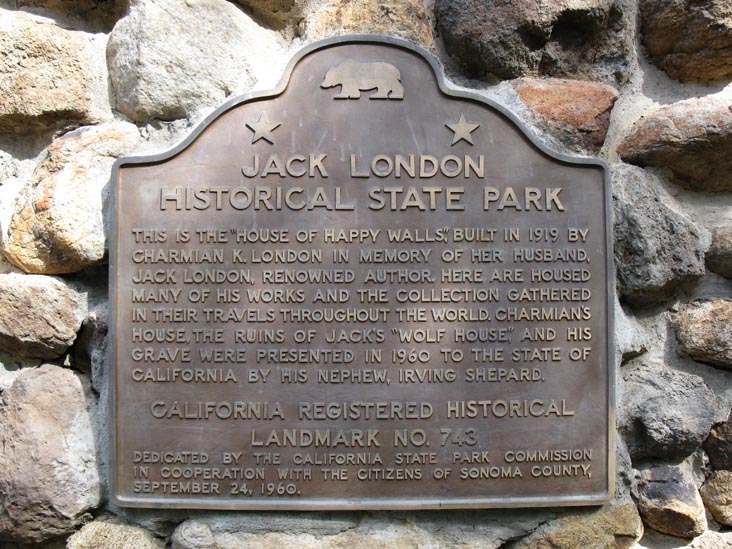 JACK LONDON
HISTORICAL STATE PARK
THIS IS THE "HOUSE OF HAPPY WALLS," BUILT IN 1919 BY
CHARMIAN K. LONDON IN MEMORY OF HER HUSBAND,
JACK LONDON, RENOWNED AUTHOR. HERE ARE HOUSED
MANY OF HIS WORKS AND THE COLLECTION GATHERED
IN THEIR TRAVELS THROUGHOUT THE WORLD. CHARMIAN'S
HOUSE, THE RUINS OF JACK'S "WOLF HOUSE," AND HIS
GRAVE WERE PRESENTED IN 1960 TO THE STATE OF
CALIFORNIA BY HIS NEPHEW, IRVING SHEPARD.
CALIFORNIA REGISTERED HISTORICAL
LANDMARK NO. 743
DEDICATED BY THE CALIFORNIA STATE PARK COMMISSION
IN COOPERATION WITH THE CITIZENS OF SONOMA COUNTY,
SEPTEMBER 24, 1960.